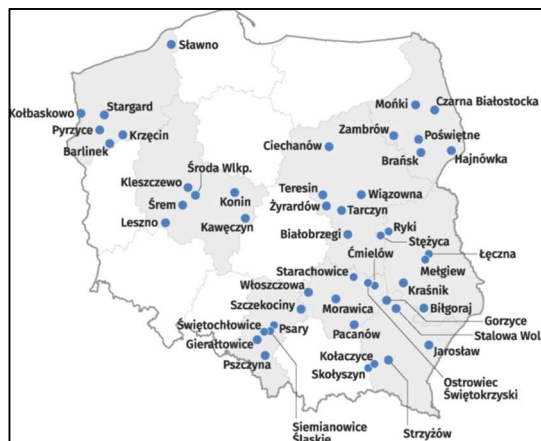 Sławno
Mońki
Czarna Białostocka
Kołbaskowo
Stargard
Pyrzyce
Krzęcin
Barlinek
Zambrów
Poświętne
Ciechanów
Brańsk
Hajnówka
Środa Wlkp.
Kleszczewo
Teresin
Wiązowna
Śrem
Konin
Żyrardów
Tarczyn
Leszno
Kawęczyn
Białobrzegi
Ryki
Stężyca
Ćmielów
Łęczna
Starachowice
Mełgiew
Włoszczowa
Kraśnik
Szczekociny
Morawica
Biłgoraj
Świętochłowice
Psary
Pacanów
Gorzyce
Gierałtowice
Stalowa Wol
Pszczyna
Kołaczyce
Jarosław
Skołyszyn
Ostrowiec
Świętokrzyski
Siemianowice
Śląskie
Strzyżów